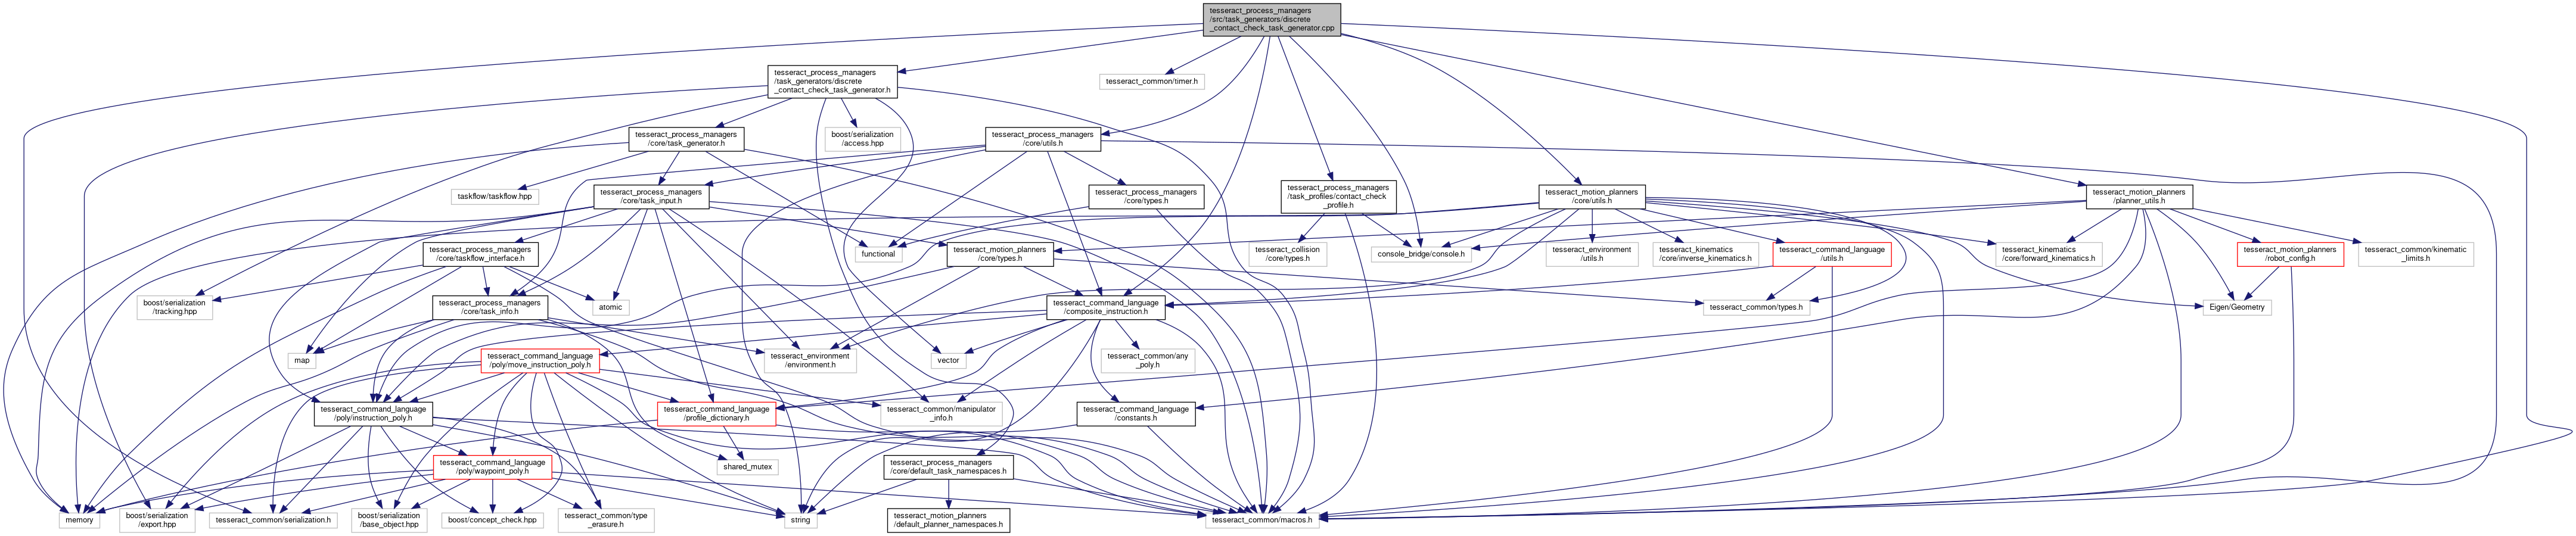 tesseract_process_managers
/src/task_generators/discrete
_contact_check_task_generator.cpp
tesseract_process_managers
/task_generators/discrete
_contact_check_task_generator.h
tesseract_common/timer.h
tesseract_process_managers
/core/task_generator.h
boost/serialization
/access.hpp
tesseract_process_managers
/core/utils.h
taskflow/taskflow.hpp
tesseract_process_managers
/core/task_input.h
tesseract_process_managers
/core/types.h
tesseract_process_managers
/task_profiles/contact_check
_profile.h
tesseract_motion_planners
/core/utils.h
tesseract_motion_planners
/planner_utils.h
tesseract_process_managers
/core/taskflow_interface.h
functional
tesseract_motion_planners
/core/types.h
tesseract_collision
/core/types.h
console_bridge/console.h
tesseract_environment
/utils.h
tesseract_kinematics
/core/inverse_kinematics.h
tesseract_command_language
/utils.h
tesseract_kinematics
/core/forward_kinematics.h
tesseract_motion_planners
/robot_config.h
tesseract_common/kinematic
_limits.h
boost/serialization
/tracking.hpp
tesseract_process_managers
/core/task_info.h
atomic
tesseract_command_language
/composite_instruction.h
tesseract_common/types.h
Eigen/Geometry
map
tesseract_command_language
/poly/move_instruction_poly.h
tesseract_environment
/environment.h
vector
tesseract_common/any
_poly.h
tesseract_command_language
/poly/instruction_poly.h
tesseract_command_language
/profile_dictionary.h
tesseract_common/manipulator
_info.h
tesseract_command_language
/constants.h
tesseract_command_language
/poly/waypoint_poly.h
shared_mutex
tesseract_process_managers
/core/default_task_namespaces.h
memory
boost/serialization
/export.hpp
tesseract_common/serialization.h
boost/serialization
/base_object.hpp
boost/concept_check.hpp
tesseract_common/type
_erasure.h
string
tesseract_motion_planners
/default_planner_namespaces.h
tesseract_common/macros.h